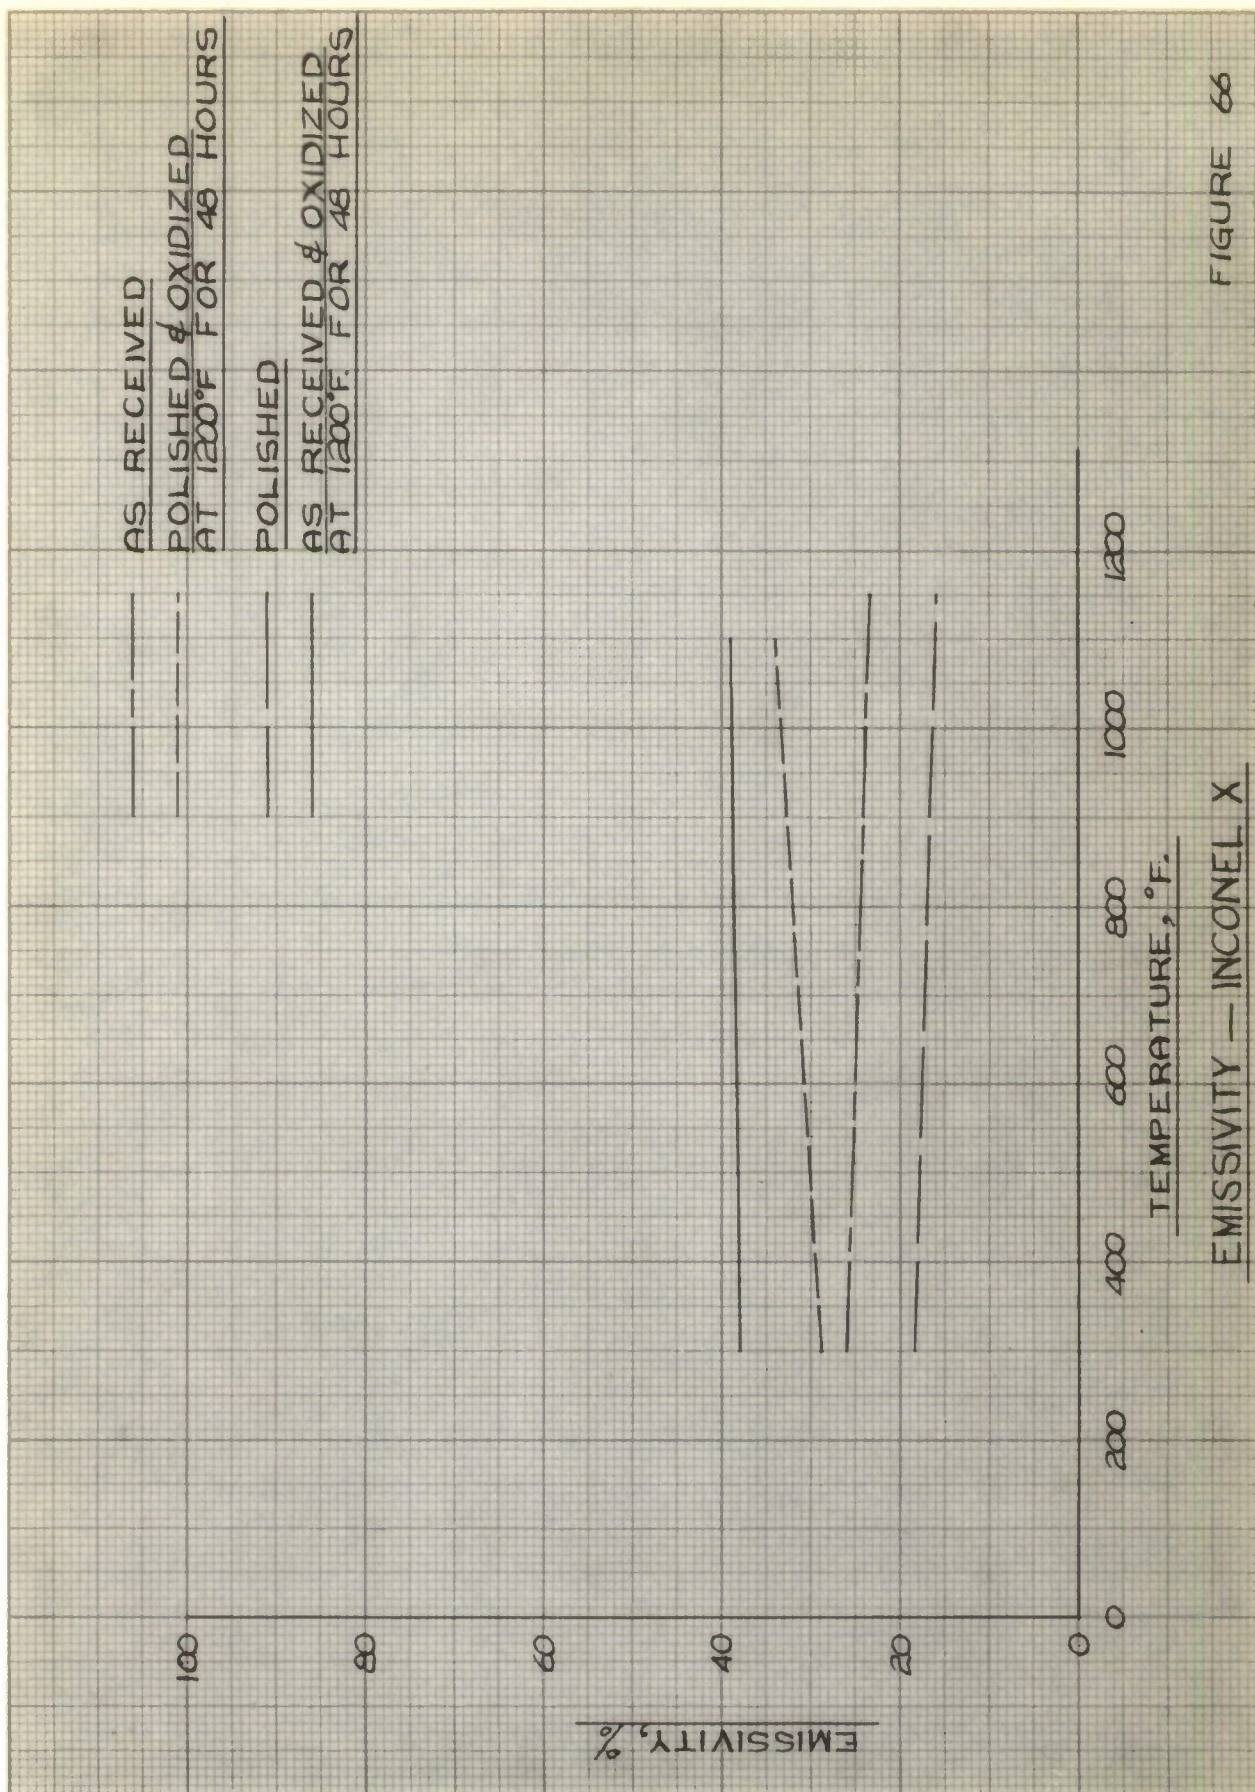 AS RECEIVED
POLISHED & OXIDIZED
AT 1200°F FOR 48 HOURS
POLISHED
AS RECEIVED & OXIDIZED
AT 1200°F. FOR 48 HOURS
EMISSIVITY, %
100
80
60
40
20
0
0
200
400
600
800
1000
1200
TEMPERATURE, °F.
EMISSIVITY — INCONEL X
FIGURE 66